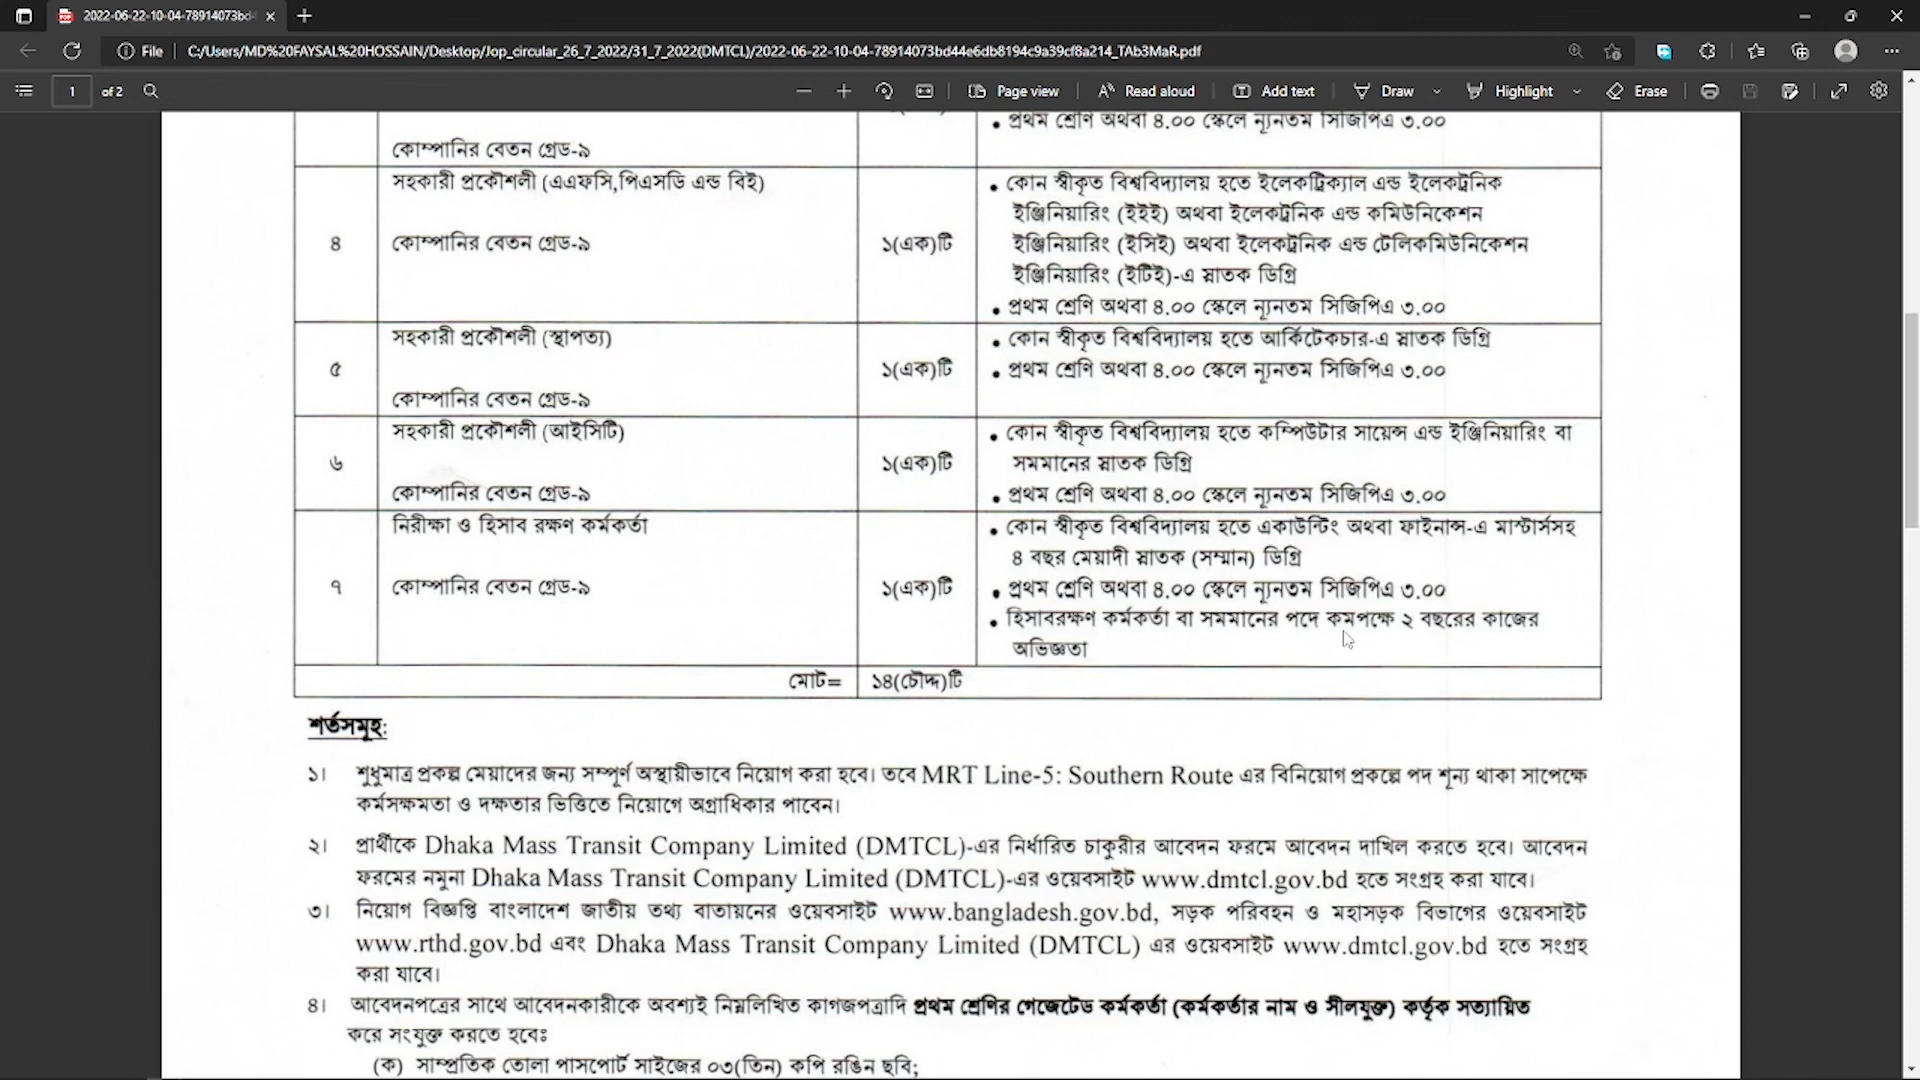 2022-06-22-10-04-78914073bd4
File
C:/Users/MD%20FAYSAL%20HOSSAIN/Desktop/Jop_circular_26_7_2022/31_7_2022(DMTCL)/2022-06-22-10-04-78914073bd44e6db8194c9a39cf8a214_TAb3MaR.pdf
1 of 2 Page view Read aloud Add text Draw Highlight Erase
• প্রথম শ্রেণি অথবা ৪.০০ স্কেলে ন্যূনতম সিজিপিএ ৩.০০
কোম্পানির বেতন গ্রেড-৯
সহকারী প্রকৌশলী (এএফসি,পিএসডি এন্ড বিই)
৪
কোম্পানির বেতন গ্রেড-৯
১(এক)টি
• কোন স্বীকৃত বিশ্ববিদ্যালয় হতে ইলেকট্রিক্যাল এন্ড ইলেকট্রনিক
ইঞ্জিনিয়ারিং (ইইই) অথবা ইলেকট্রনিক এন্ড কমিউনিকেশন
ইঞ্জিনিয়ারিং (ইসিই) অথবা ইলেকট্রনিক এন্ড টেলিকমিউনিকেশন
ইঞ্জিনিয়ারিং (ইটিই)-এ স্নাতক ডিগ্রি
• প্রথম শ্রেণি অথবা ৪.০০ স্কেলে ন্যূনতম সিজিপিএ ৩.০০
সহকারী প্রকৌশলী (স্থাপত্য)
৫
কোম্পানির বেতন গ্রেড-৯
১(এক)টি
• কোন স্বীকৃত বিশ্ববিদ্যালয় হতে আর্কিটেকচার-এ স্নাতক ডিগ্রি
• প্রথম শ্রেণি অথবা ৪.০০ স্কেলে ন্যূনতম সিজিপিএ ৩.০০
সহকারী প্রকৌশলী (আইসিটি)
৬
কোম্পানির বেতন গ্রেড-৯
১(এক)টি
• কোন স্বীকৃত বিশ্ববিদ্যালয় হতে কম্পিউটার সায়েন্স এন্ড ইঞ্জিনিয়ারিং বা
সমমানের স্নাতক ডিগ্রি
• প্রথম শ্রেণি অথবা ৪.০০ স্কেলে ন্যূনতম সিজিপিএ ৩.০০
নিরীক্ষা ও হিসাব রক্ষণ কর্মকর্তা
৭
কোম্পানির বেতন গ্রেড-৯
১(এক)টি
• কোন স্বীকৃত বিশ্ববিদ্যালয় হতে একাউন্টিং অথবা ফাইনান্স-এ মাস্টার্সসহ
৪ বছর মেয়াদী স্নাতক (সম্মান) ডিগ্রি
• প্রথম শ্রেণি অথবা ৪.০০ স্কেলে ন্যূনতম সিজিপিএ ৩.০০
• হিসাবরক্ষণ কর্মকর্তা বা সমমানের পদে কমপক্ষে ২ বছরের কাজের
অভিজ্ঞতা
মোট= ১৪(চৌদ্দ)টি
শর্তসমূহ:
১। শুধুমাত্র প্রকল্প মেয়াদের জন্য সম্পূর্ণ অস্থায়ীভাবে নিয়োগ করা হবে। তবে MRT Line-5: Southern Route এর বিনিয়োগ প্রকল্পে পদ শূন্য থাকা সাপেক্ষে
কর্মসক্ষমতা ও দক্ষতার ভিত্তিতে নিয়োগে অগ্রাধিকার পাবেন।
২। প্রার্থীকে Dhaka Mass Transit Company Limited (DMTCL)-এর নির্ধারিত চাকুরীর আবেদন ফরমে আবেদন দাখিল করতে হবে। আবেদন
ফরমের নমুনা Dhaka Mass Transit Company Limited (DMTCL)-এর ওয়েবসাইট www.dmtcl.gov.bd হতে সংগ্রহ করা যাবে।
৩। নিয়োগ বিজ্ঞপ্তি বাংলাদেশ জাতীয় তথ্য বাতায়নের ওয়েবসাইট www.bangladesh.gov.bd, সড়ক পরিবহন ও মহাসড়ক বিভাগের ওয়েবসাইট
www.rthd.gov.bd এবং Dhaka Mass Transit Company Limited (DMTCL) এর ওয়েবসাইট www.dmtcl.gov.bd হতে সংগ্রহ
করা যাবে।
৪। আবেদনপত্রের সাথে আবেদনকারীকে অবশ্যই নিম্নলিখিত কাগজপত্রাদি প্রথম শ্রেণির গেজেটেড কর্মকর্তা (কর্মকর্তার নাম ও সীলযুক্ত) কর্তৃক সত্যায়িত
করে সংযুক্ত করতে হবেঃ
(ক) সাম্প্রতিক তোলা পাসপোর্ট সাইজের ০৩(তিন) কপি রঙিন ছবি;